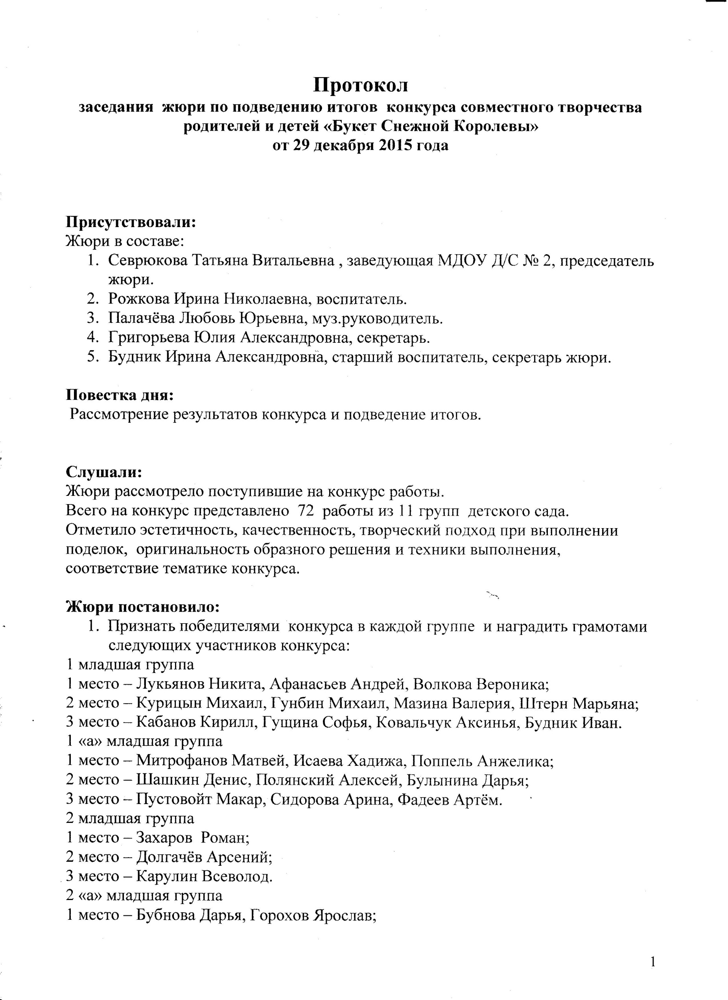 Протокол
заседания жюри по подведению итогов конкурса совместного творчества
родителей и детей «Букет Снежной Королевы»
от 29 декабря 2015 года
Присутствовали:
Жюри в составе:
1. Севрюкова Татьяна Витальевна , заведующая МДОУ Д/С № 2, председатель
жюри.
2. Рожкова Ирина Николаевна, воспитатель.
3. Палачёва Любовь Юрьевна, муз.руководитель.
4. Григорьева Юлия Александровна, секретарь.
5. Будник Ирина Александровна, старший воспитатель, секретарь жюри.
Повестка дня:
Рассмотрение результатов конкурса и подведение итогов.
Слушали:
Жюри рассмотрело поступившие на конкурс работы.
Всего на конкурс представлено 72 работы из 11 групп детского сада.
Отметило эстетичность, качественность, творческий подход при выполнении
поделок, оригинальность образного решения и техники выполнения,
соответствие тематике конкурса.
Жюри постановило:
1. Признать победителями конкурса в каждой группе и наградить грамотами
следующих участников конкурса:
1 младшая группа
1 место – Лукьянов Никита, Афанасьев Андрей, Волкова Вероника;
2 место – Курицын Михаил, Гунбин Михаил, Мазина Валерия, Штерн Марьяна;
3 место – Кабанов Кирилл, Гущина Софья, Ковальчук Аксинья, Будник Иван.
1 «а» младшая группа
1 место – Митрофанов Матвей, Исаева Хадижа, Поппель Анжелика;
2 место – Шашкин Денис, Полянский Алексей, Булынина Дарья;
3 место – Пустовойт Макар, Сидорова Арина, Фадеев Артём.
2 младшая группа
1 место – Захаров Роман;
2 место – Долгачёв Арсений;
3 место – Карулин Всеволод.
2 «а» младшая группа
1 место – Бубнова Дарья, Горохов Ярослав;
1